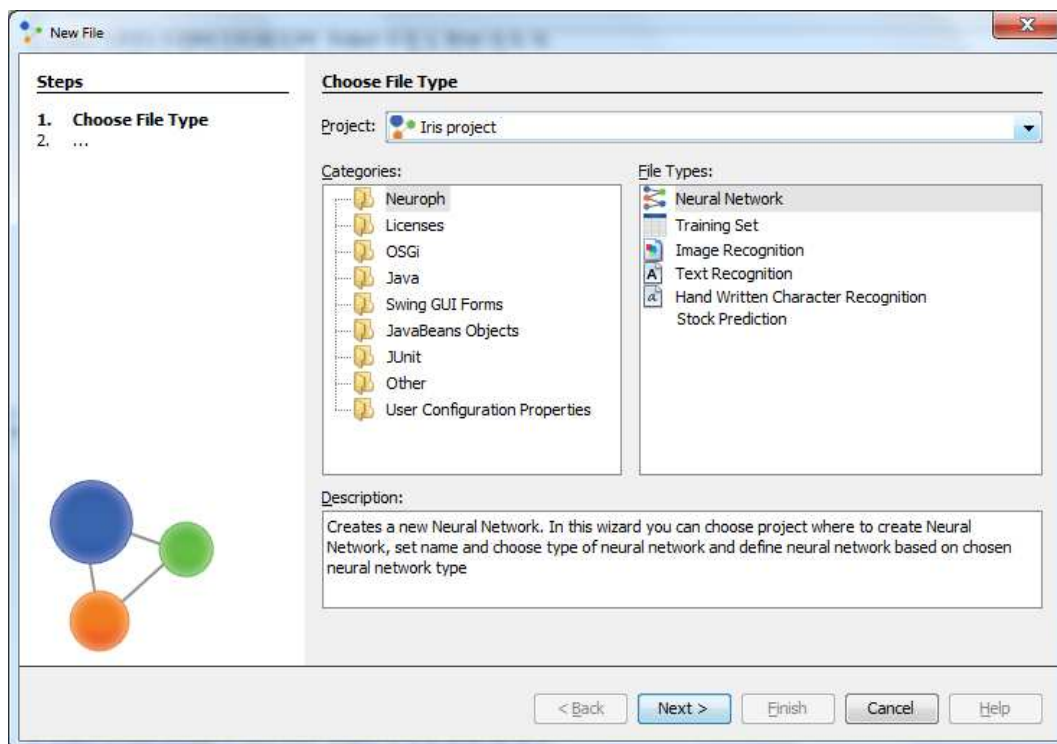 New File
Steps
1. Choose File Type
2. ...
Choose File Type
Project: Iris project
Categories:
Neuroph
Licenses
OSGi
Java
Swing GUI Forms
JavaBeans Objects
JUnit
Other
User Configuration Properties
File Types:
Neural Network
Training Set
Image Recognition
Text Recognition
Hand Written Character Recognition
Stock Prediction
Description:
Creates a new Neural Network. In this wizard you can choose project where to create Neural
Network, set name and choose type of neural network and define neural network based on chosen
neural network type
< Back Next > Finish Cancel Help